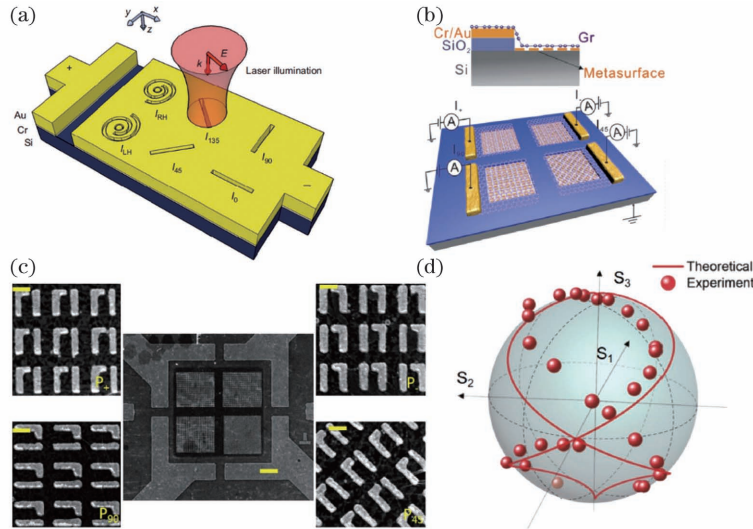 (a)
y
x
z
E
k
Laser illumination
+
Au
Cr
Si
I_RH
I_LH
I_135
I_90
I_45
I_0
−
(b)
Cr/Au
SiO₂
Si
Gr
Metasurface
I₊
A
A
A
A
I₄₅
(c)
P₊
P
P₉₀
P₄₅
(d)
Theoretical
Experiment
S₃
S₁
S₂